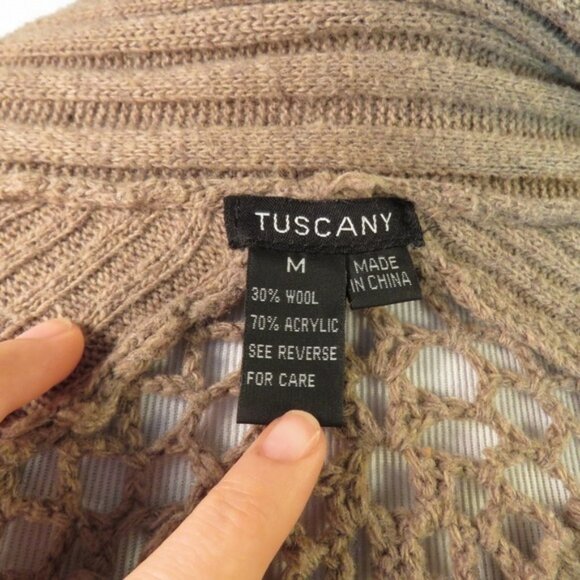 TUSCANY
M
30% WOOL
70% ACRYLIC
SEE REVERSE
FOR CARE
MADE
IN CHINA